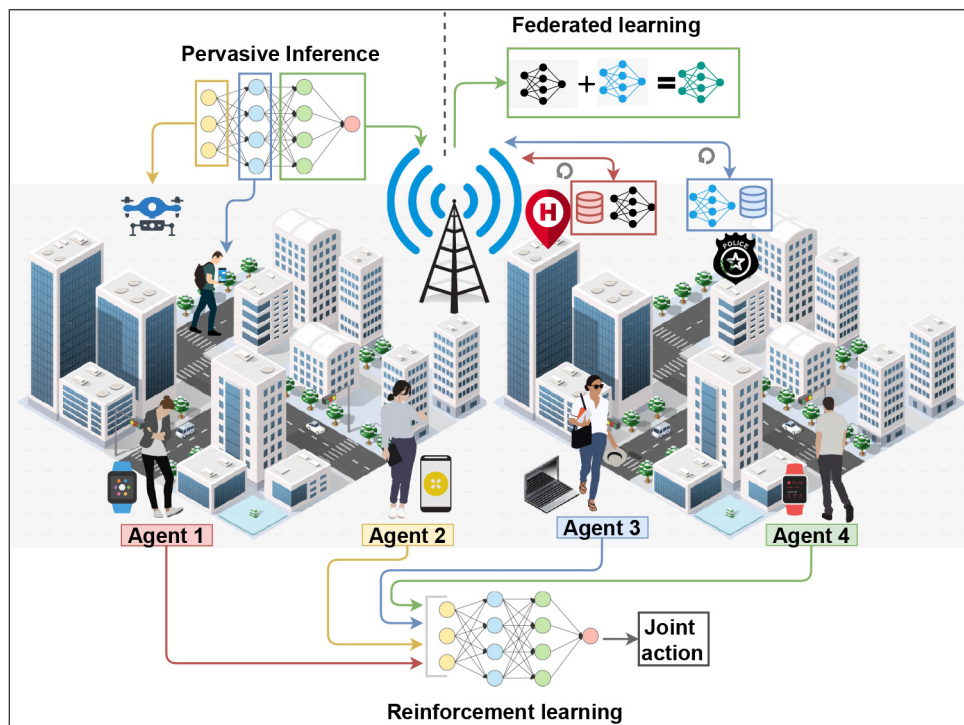 Federated learning
Pervasive Inference
H
POLICE
Agent 1
Agent 2
Agent 3
Agent 4
Joint
action
Reinforcement learning